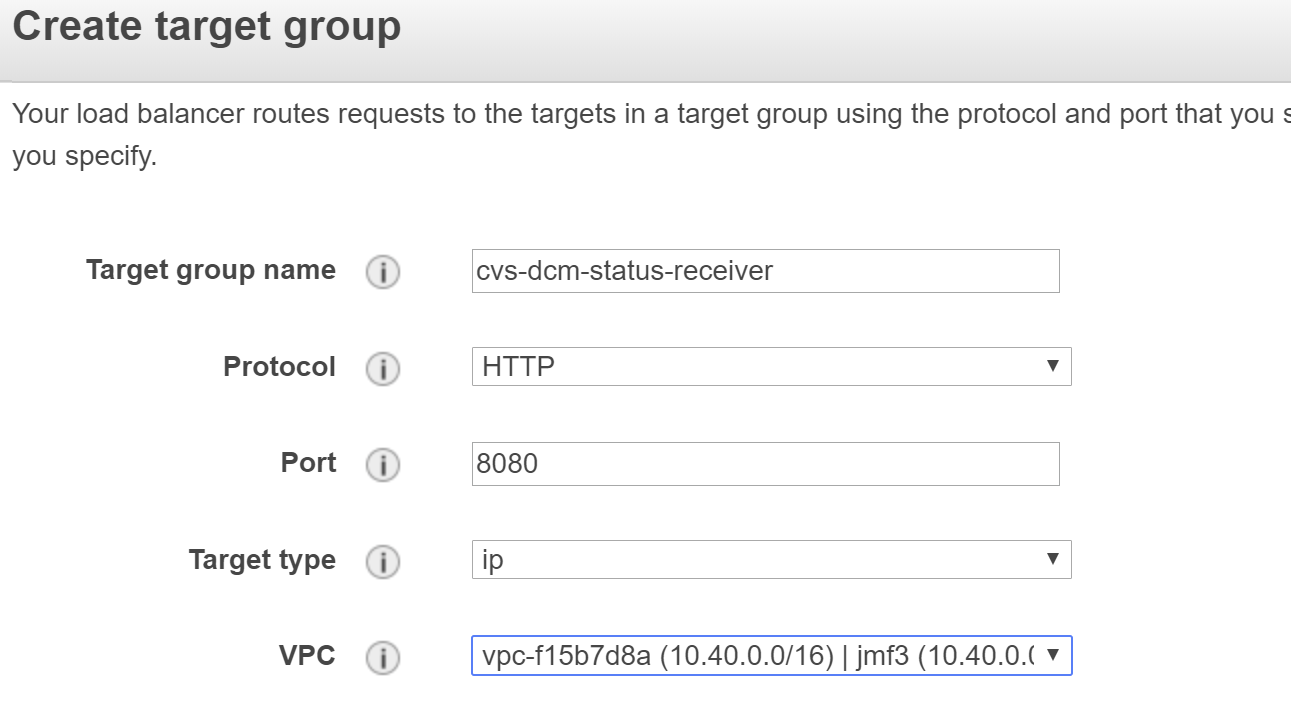 Create target group
Your load balancer routes requests to the targets in a target group using the protocol and port that you
you specify.
Target group name i cvs-dcm-status-receiver
Protocol i HTTP ▼
Port i 8080
Target type i ip ▼
VPC i vpc-f15b7d8a (10.40.0.0/16) | jmf3 (10.40.0. ▼